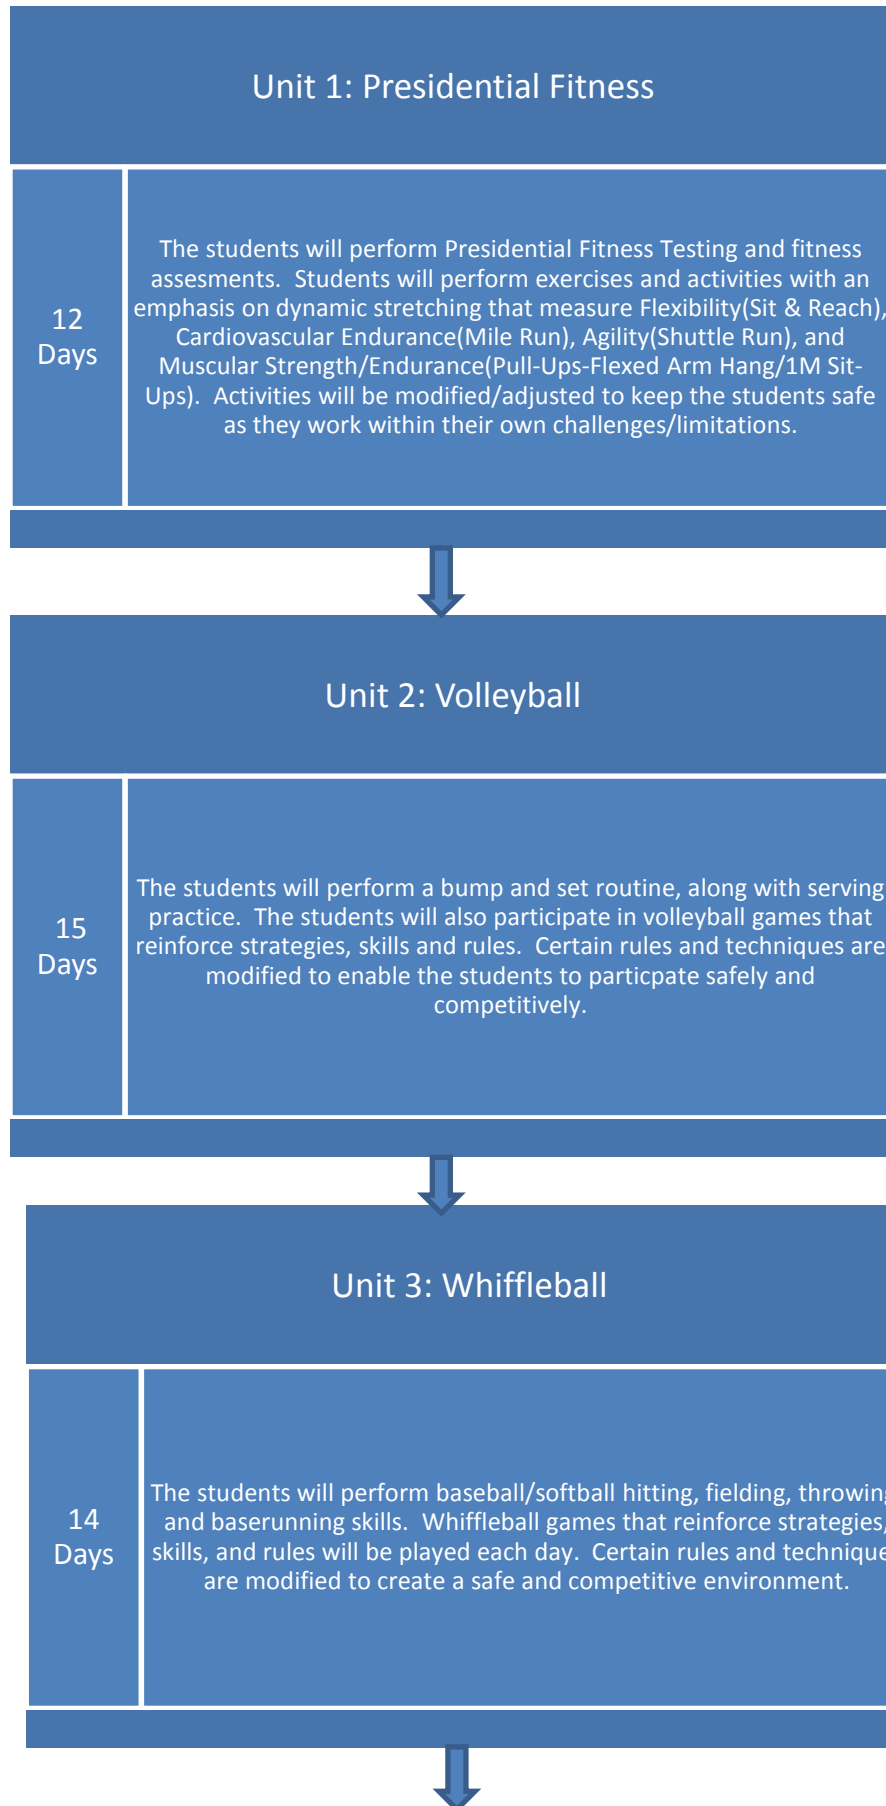 Unit 1: Presidential Fitness
12
Days
The students will perform Presidential Fitness Testing and fitness
assesments.  Students will perform exercises and activities with an
emphasis on dynamic stretching that measure Flexibility(Sit & Reach),
Cardiovascular Endurance(Mile Run), Agility(Shuttle Run), and
Muscular Strength/Endurance(Pull-Ups-Flexed Arm Hang/1M Sit-
Ups).  Activities will be modified/adjusted to keep the students safe
as they work within their own challenges/limitations.
Unit 2: Volleyball
15
Days
The students will perform a bump and set routine, along with serving
practice.  The students will also participate in volleyball games that
reinforce strategies, skills and rules.  Certain rules and techniques are
modified to enable the students to particpate safely and
competitively.
Unit 3: Whiffleball
14
Days
The students will perform baseball/softball hitting, fielding, throwing
and baserunning skills.  Whiffleball games that reinforce strategies,
skills, and rules will be played each day.  Certain rules and technique
are modified to create a safe and competitive environment.